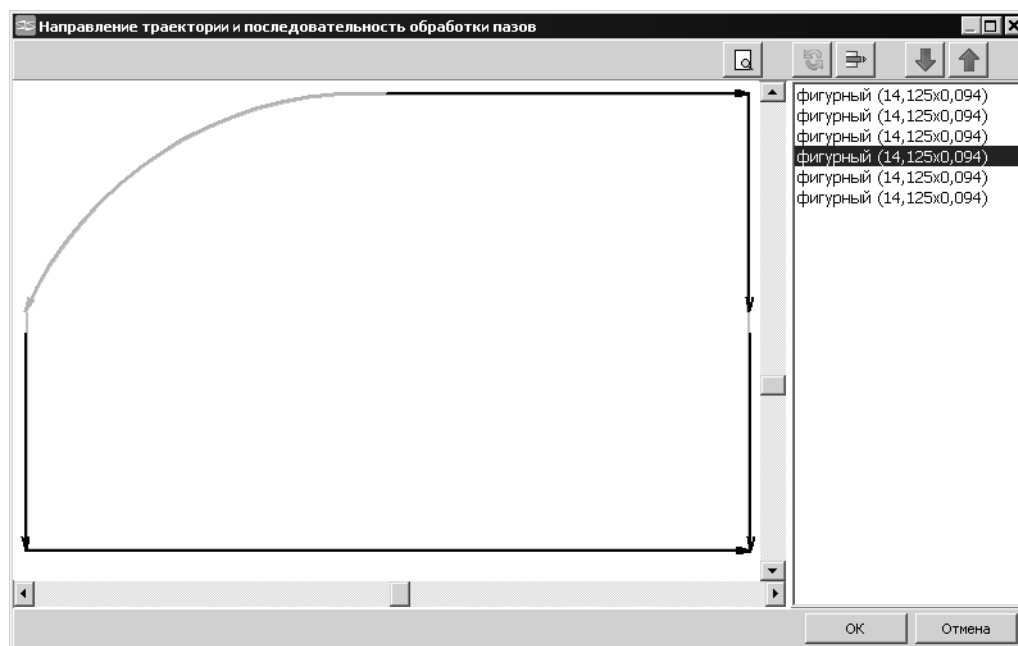 Направление траектории и последовательность обработки пазов
фигурный (14,125x0,094)
фигурный (14,125x0,094)
фигурный (14,125x0,094)
фигурный (14,125x0,094)
фигурный (14,125x0,094)
фигурный (14,125x0,094)
ОК Отмена